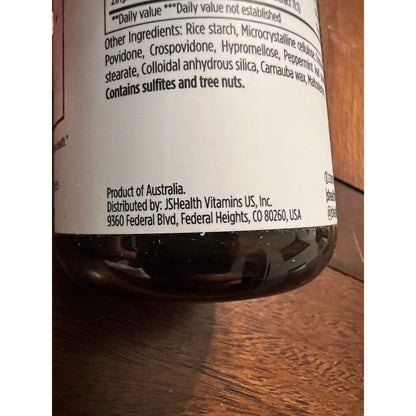 **Daily value ***Daily value not established
Other Ingredients: Rice starch, Microcrystalline cellulose,
Povidone, Crospovidone, Hypromellose, Peppermint
stearate, Colloidal anhydrous silica, Carnauba wax,
Contains sulfites and tree nuts.
Product of Australia.
Distributed by: JSHealth Vitamins US, Inc.
9360 Federal Blvd, Federal Heights, CO 80260, USA